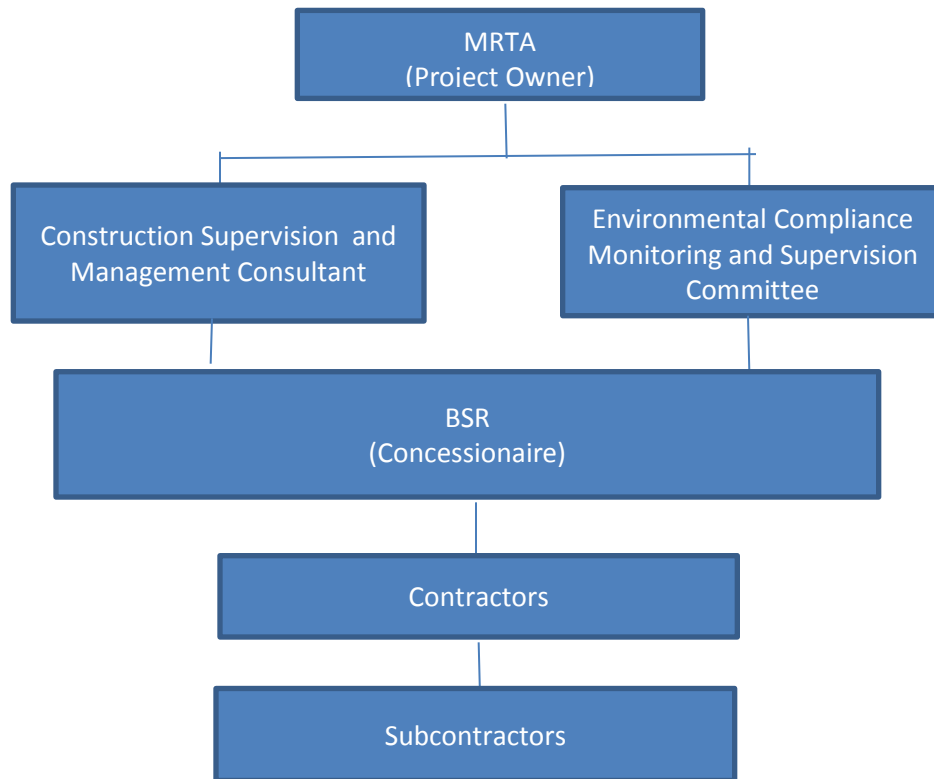 MRTA
(Project Owner)
Construction Supervision and
Management Consultant
Environmental Compliance
Monitoring and Supervision
Committee
BSR
(Concessionaire)
Contractors
Subcontractors